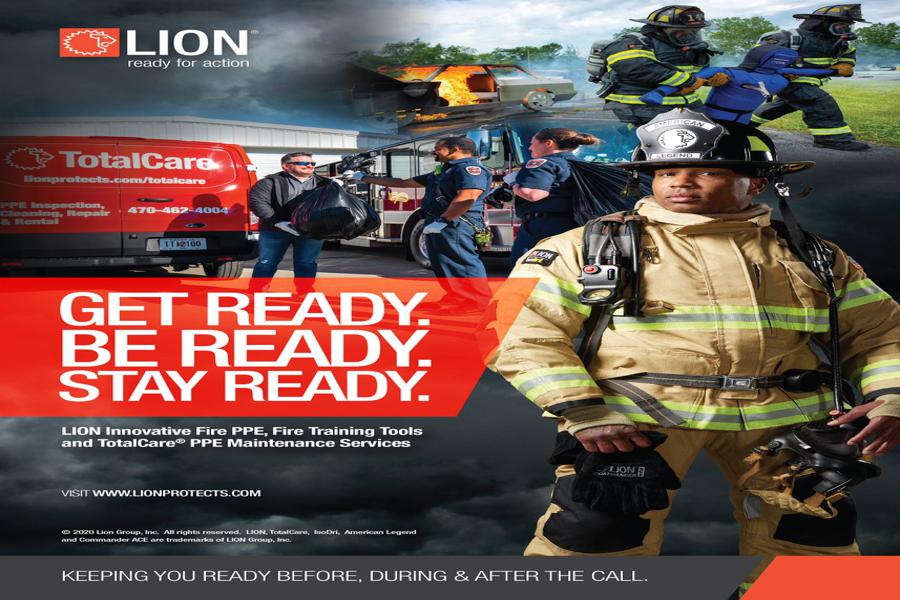 LION®
ready for action
TotalCare
lionprotects.com/totalcare
PPE Inspection,
Cleaning, Repair
& Rental
470-462-4004
AMERICAN
LEGEND
LION
GET READY.
BE READY.
STAY READY.
LION Innovative Fire PPE, Fire Training Tools
and TotalCare® PPE Maintenance Services
LION
VISIT WWW.LIONPROTECTS.COM
© 2020 Lion Group, Inc. All rights reserved. LION, TotalCare, IsoDri, American Legend
and Commander ACE are trademarks of LION Group, Inc.
KEEPING YOU READY BEFORE, DURING & AFTER THE CALL.